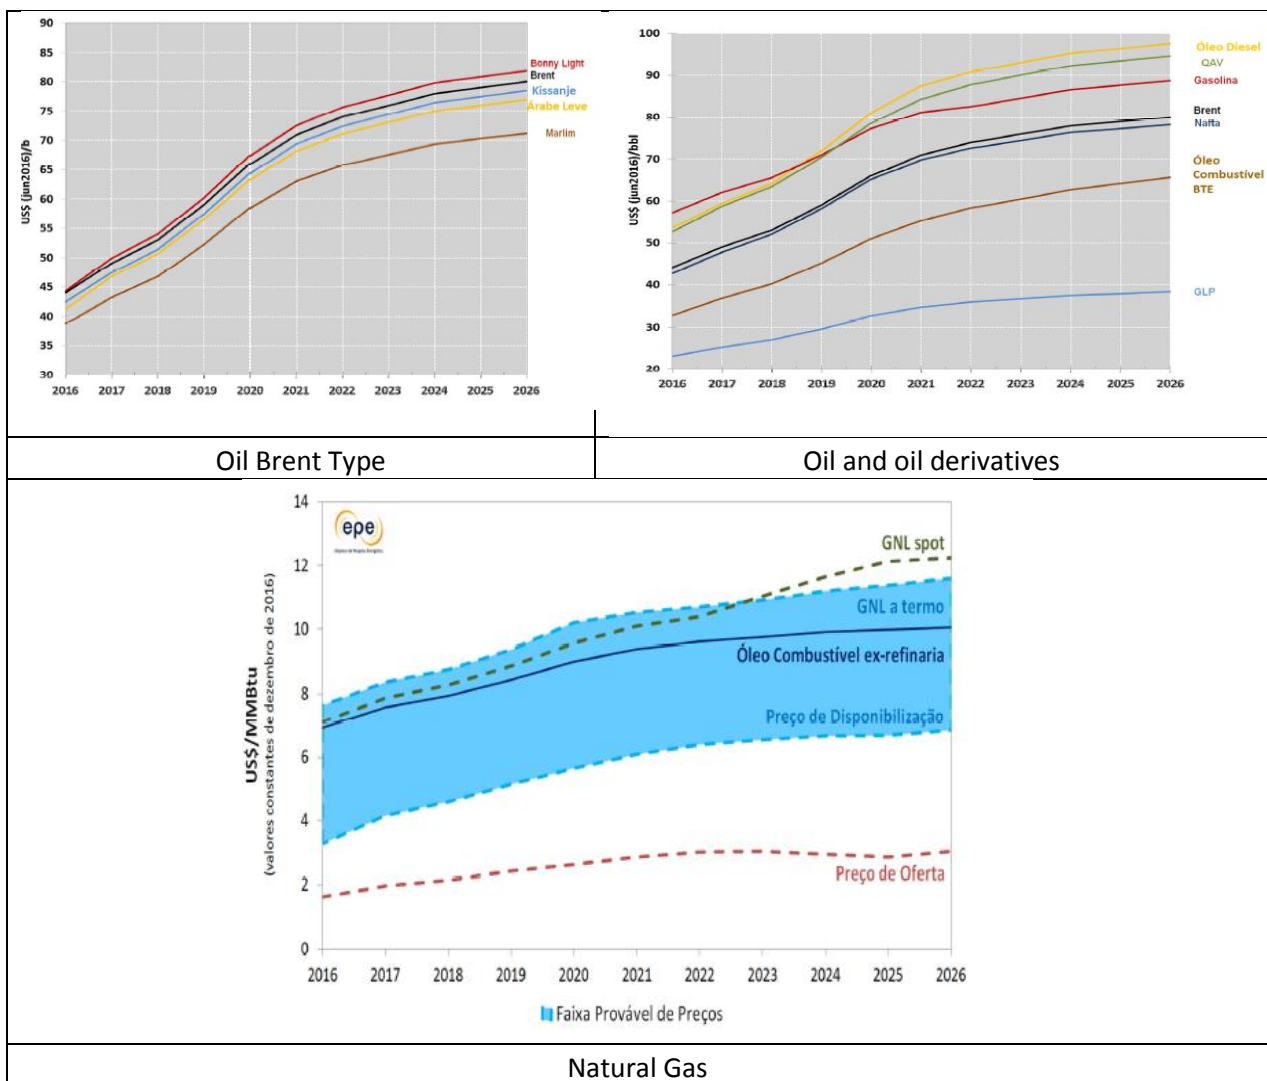 90
85
80
75
70
65
60
55
50
45
40
35
30
US$ (jun2016)/b
2016 2017 2018 2019 2020 2021 2022 2023 2024 2025 2026
Bonny Light
Brent
Kissanje
Árabe Leve
Marlim
100
90
80
70
60
50
40
30
20
US$ (jun2016)/bbl
2016 2017 2018 2019 2020 2021 2022 2023 2024 2025 2026
Óleo Diesel
QAV
Gasolina
Brent
Nafta
Óleo
Combustível
BTE
GLP
Oil Brent Type
Oil and oil derivatives
14
12
10
8
6
4
2
0
US$/MMBtu
(valores constantes de dezembro de 2016)
epe
GNL spot
GNL a termo
Óleo Combustível ex-refinaria
Preço de Disponibilização
Preço de Oferta
2016 2017 2018 2019 2020 2021 2022 2023 2024 2025 2026
Faixa Provável de Preços
Natural Gas